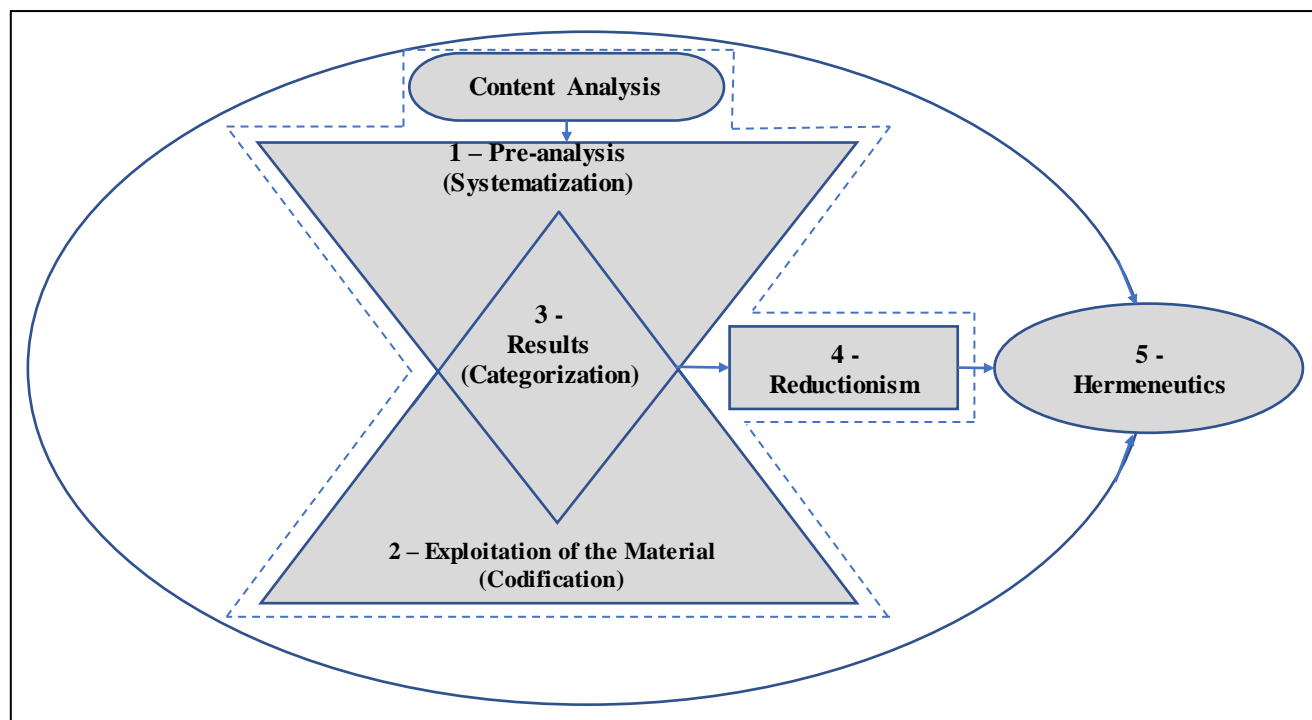 Content Analysis
1 – Pre-analysis
(Systematization)
3 -
Results
(Categorization)
4 -
Reductionism
5 -
Hermeneutics
2 – Exploitation of the Material
(Codification)